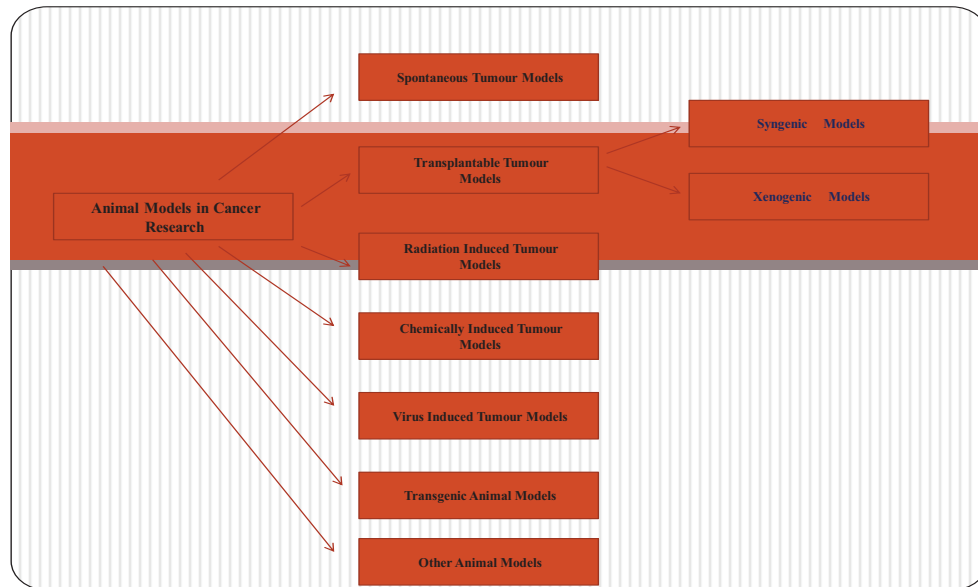 Spontaneous Tumour Models
Syngenic Models
Transplantable Tumour
Models
Xenogenic Models
Animal Models in Cancer
Research
Radiation Induced Tumour
Models
Chemically Induced Tumour
Models
Virus Induced Tumour Models
Transgenic Animal Models
Other Animal Models